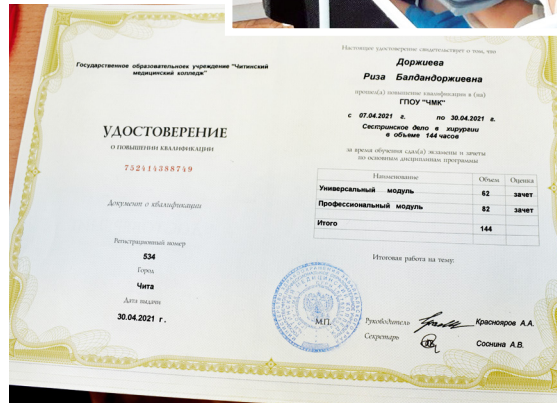 Государственное образовательноек учреждение "Читинский
медицинский колледж"
УДОСТОВЕРЕНИЕ
О ПОВЫШЕНИИ КВАЛИФИКАЦИИ
752414388749
Документ о квалификации
Регистрационный номер
534
Город
Чита
Дата выдачи
30.04.2021 г.
Настоящее удостоверение свидетельствует о том, что
Доржиева
Риза Балдандоржиевна
прошел(а) повышение квалификации в (на)
ГПОУ "ЧМК"
с 07.04.2021 г. по 30.04.2021 г.
Сестринское дело в хирургии
в объеме 144 часов
за время обучения сдал(а) экзамены и зачеты
по основным дисциплинам программы
Наименование Объем Оценка
Универсальный модуль 62 зачет
Профессиональный модуль 82 зачет
Итого 144
Итоговая работа на тему:
М.П.
Руководитель Краснояров А.А.
Секретарь Соснина А.В.